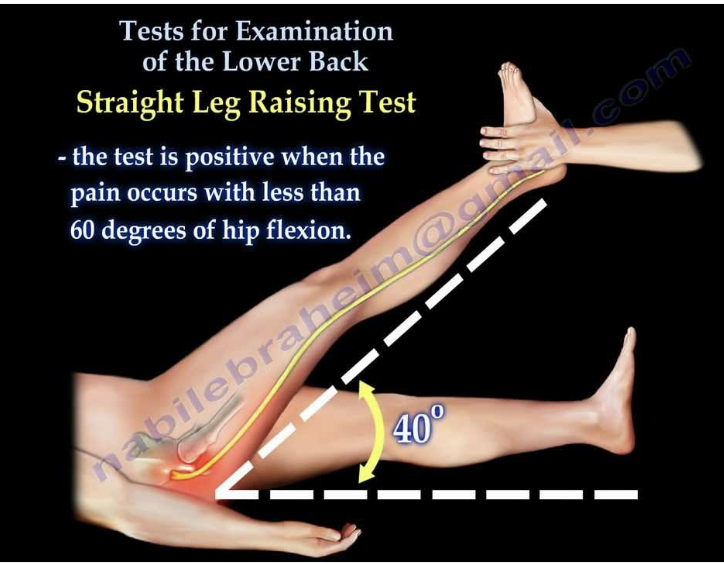 Tests for Examination
of the Lower Back
Straight Leg Raising Test
- the test is positive when the
pain occurs with less than
60 degrees of hip flexion.
40°
nabilebraheim@gmail.com